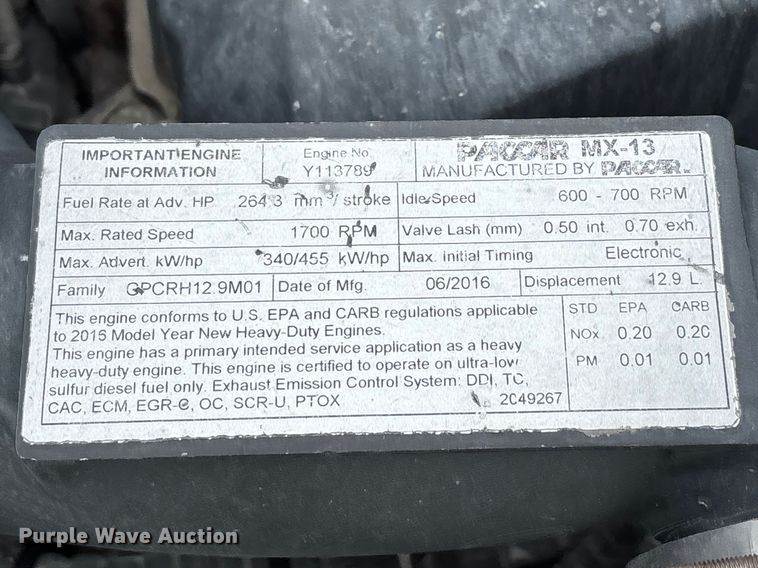 IMPORTANT ENGINE INFORMATION
Engine No.
Y113789
PACCAR MX-13
MANUFACTURED BY PACCAR INC.
Fuel Rate at Adv. HP 264.3 mm³/ stroke
Idle Speed 600 - 700 RPM
Max. Rated Speed 1700 RPM
Valve Lash (mm) 0.50 int. 0.70 exh.
Max. Advert. kW/hp 340/455 kW/hp
Max. Initial Timing Electronic
Family GPCRH12.9M01
Date of Mfg. 06/2016
Displacement 12.9 L.
This engine conforms to U.S. EPA and CARB regulations applicable
to 2016 Model Year New Heavy-Duty Engines.
This engine has a primary intended service application as a heavy
heavy-duty engine. This engine is certified to operate on ultra-low
sulfur diesel fuel only. Exhaust Emission Control System: DDI, TC,
CAC, ECM, EGR-C, OC, SCR-U, PTOX
2049267
STD EPA CARB
NOx 0.20 0.20
PM 0.01 0.01
Purple Wave Auction